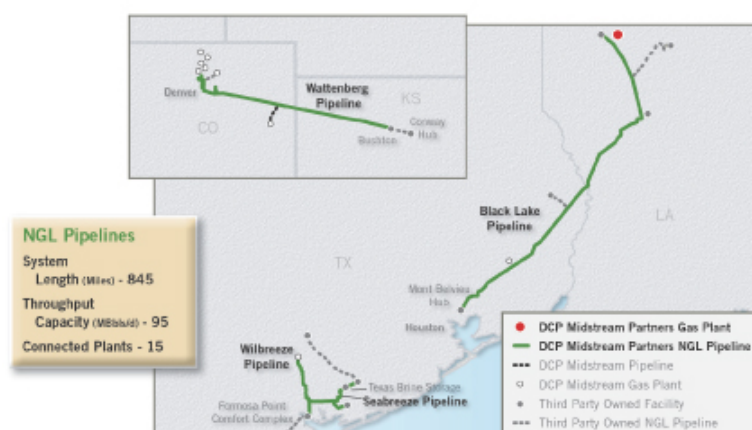 Wattenberg
Pipeline
KS
Denver
CO
Conway
Hub
Bushton
NGL Pipelines
System
Length (Miles) - 845
Throughput
Capacity (MBbls/d) - 95
Connected Plants - 15
Black Lake
Pipeline
LA
TX
Mont Belvieu
Hub
Houston
Wilbreeze
Pipeline
Texas Brine Storage
Seabreeze Pipeline
Formosa Point
Comfort Complex
DCP Midstream Partners Gas Plant
DCP Midstream Partners NGL Pipeline
DCP Midstream Pipeline
DCP Midstream Gas Plant
Third Party Owned Facility
Third Party Owned NGL Pipeline